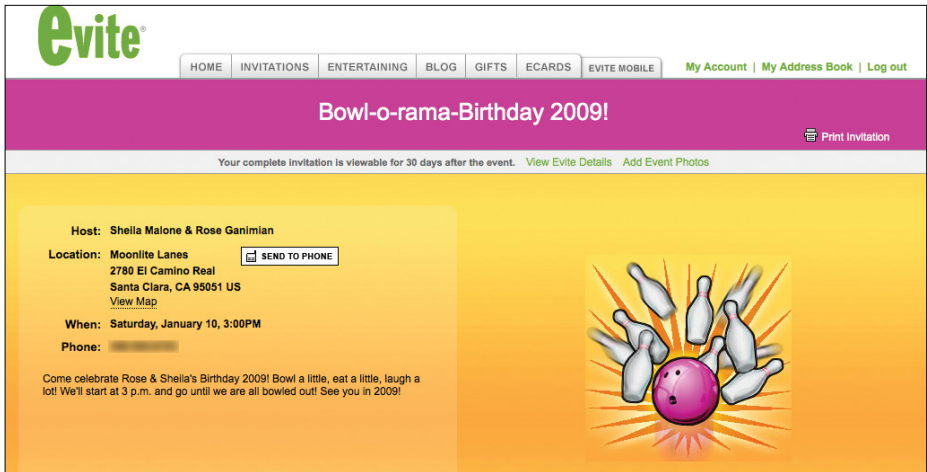 evite®
HOME INVITATIONS ENTERTAINING BLOG GIFTS ECARDS EVITE MOBILE My Account | My Address Book | Log out
Bowl-o-rama-Birthday 2009!
Print Invitation
Your complete invitation is viewable for 30 days after the event. View Evite Details Add Event Photos
Host: Sheila Malone & Rose Ganimian
Location: Moonlite Lanes SEND TO PHONE
2780 El Camino Real
Santa Clara, CA 95051 US
View Map
When: Saturday, January 10, 3:00PM
Phone:
Come celebrate Rose & Sheila's Birthday 2009! Bowl a little, eat a little, laugh a
lot! We'll start at 3 p.m. and go until we are all bowled out! See you in 2009!